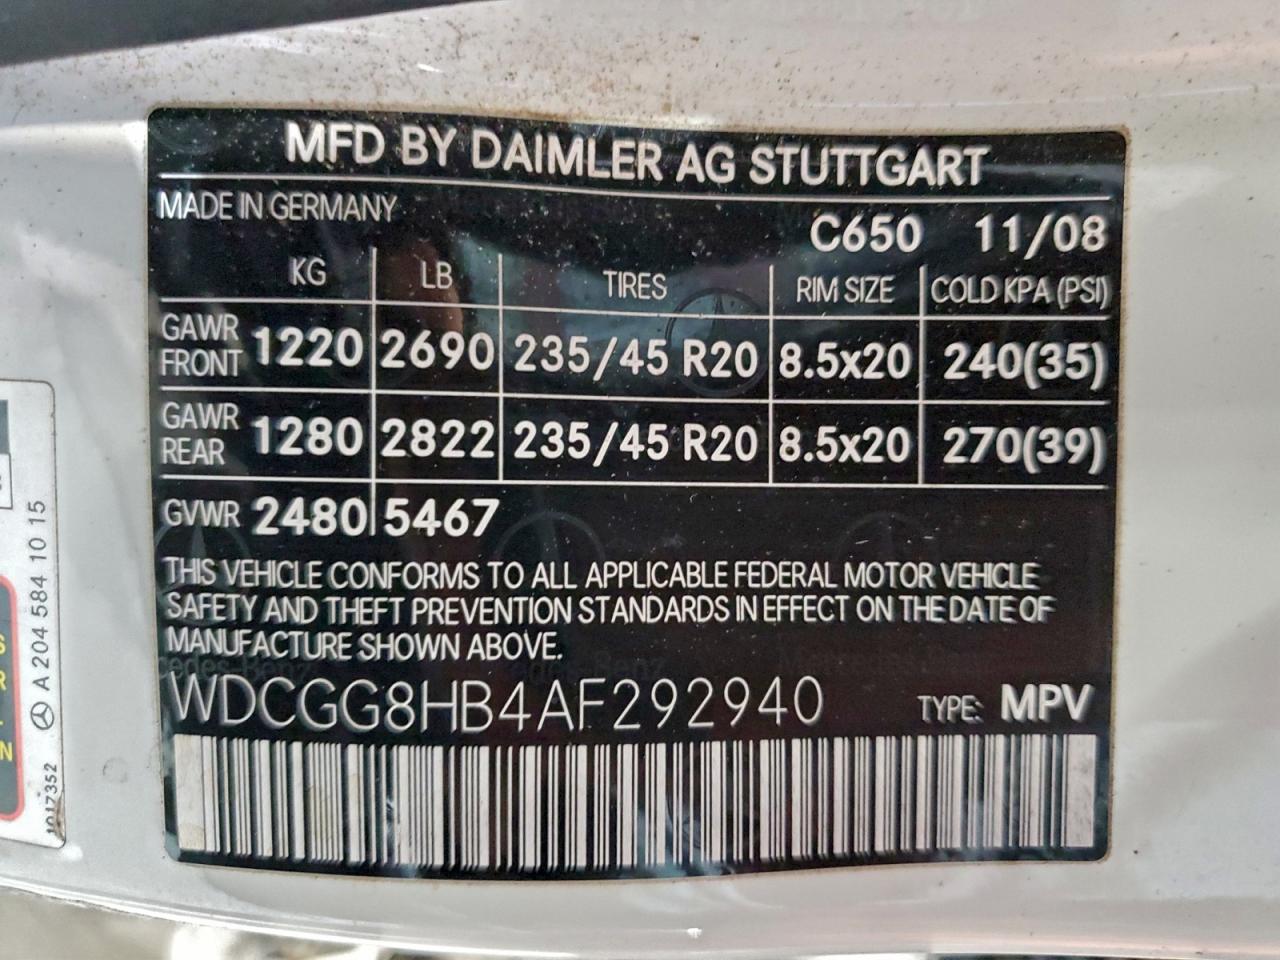 MFD BY DAIMLER AG STUTTGART
MADE IN GERMANY
C650 11/08
KG LB TIRES RIM SIZE COLD KPA (PSI)
GAWR FRONT 1220 2690 235/45 R20 8.5x20 240(35)
GAWR REAR 1280 2822 235/45 R20 8.5x20 270(39)
GVWR 2480 5467
THIS VEHICLE CONFORMS TO ALL APPLICABLE FEDERAL MOTOR VEHICLE
SAFETY AND THEFT PREVENTION STANDARDS IN EFFECT ON THE DATE OF
MANUFACTURE SHOWN ABOVE.
WDCGG8HB4AF292940 TYPE: MPV
A 204 584 10 15
1017352